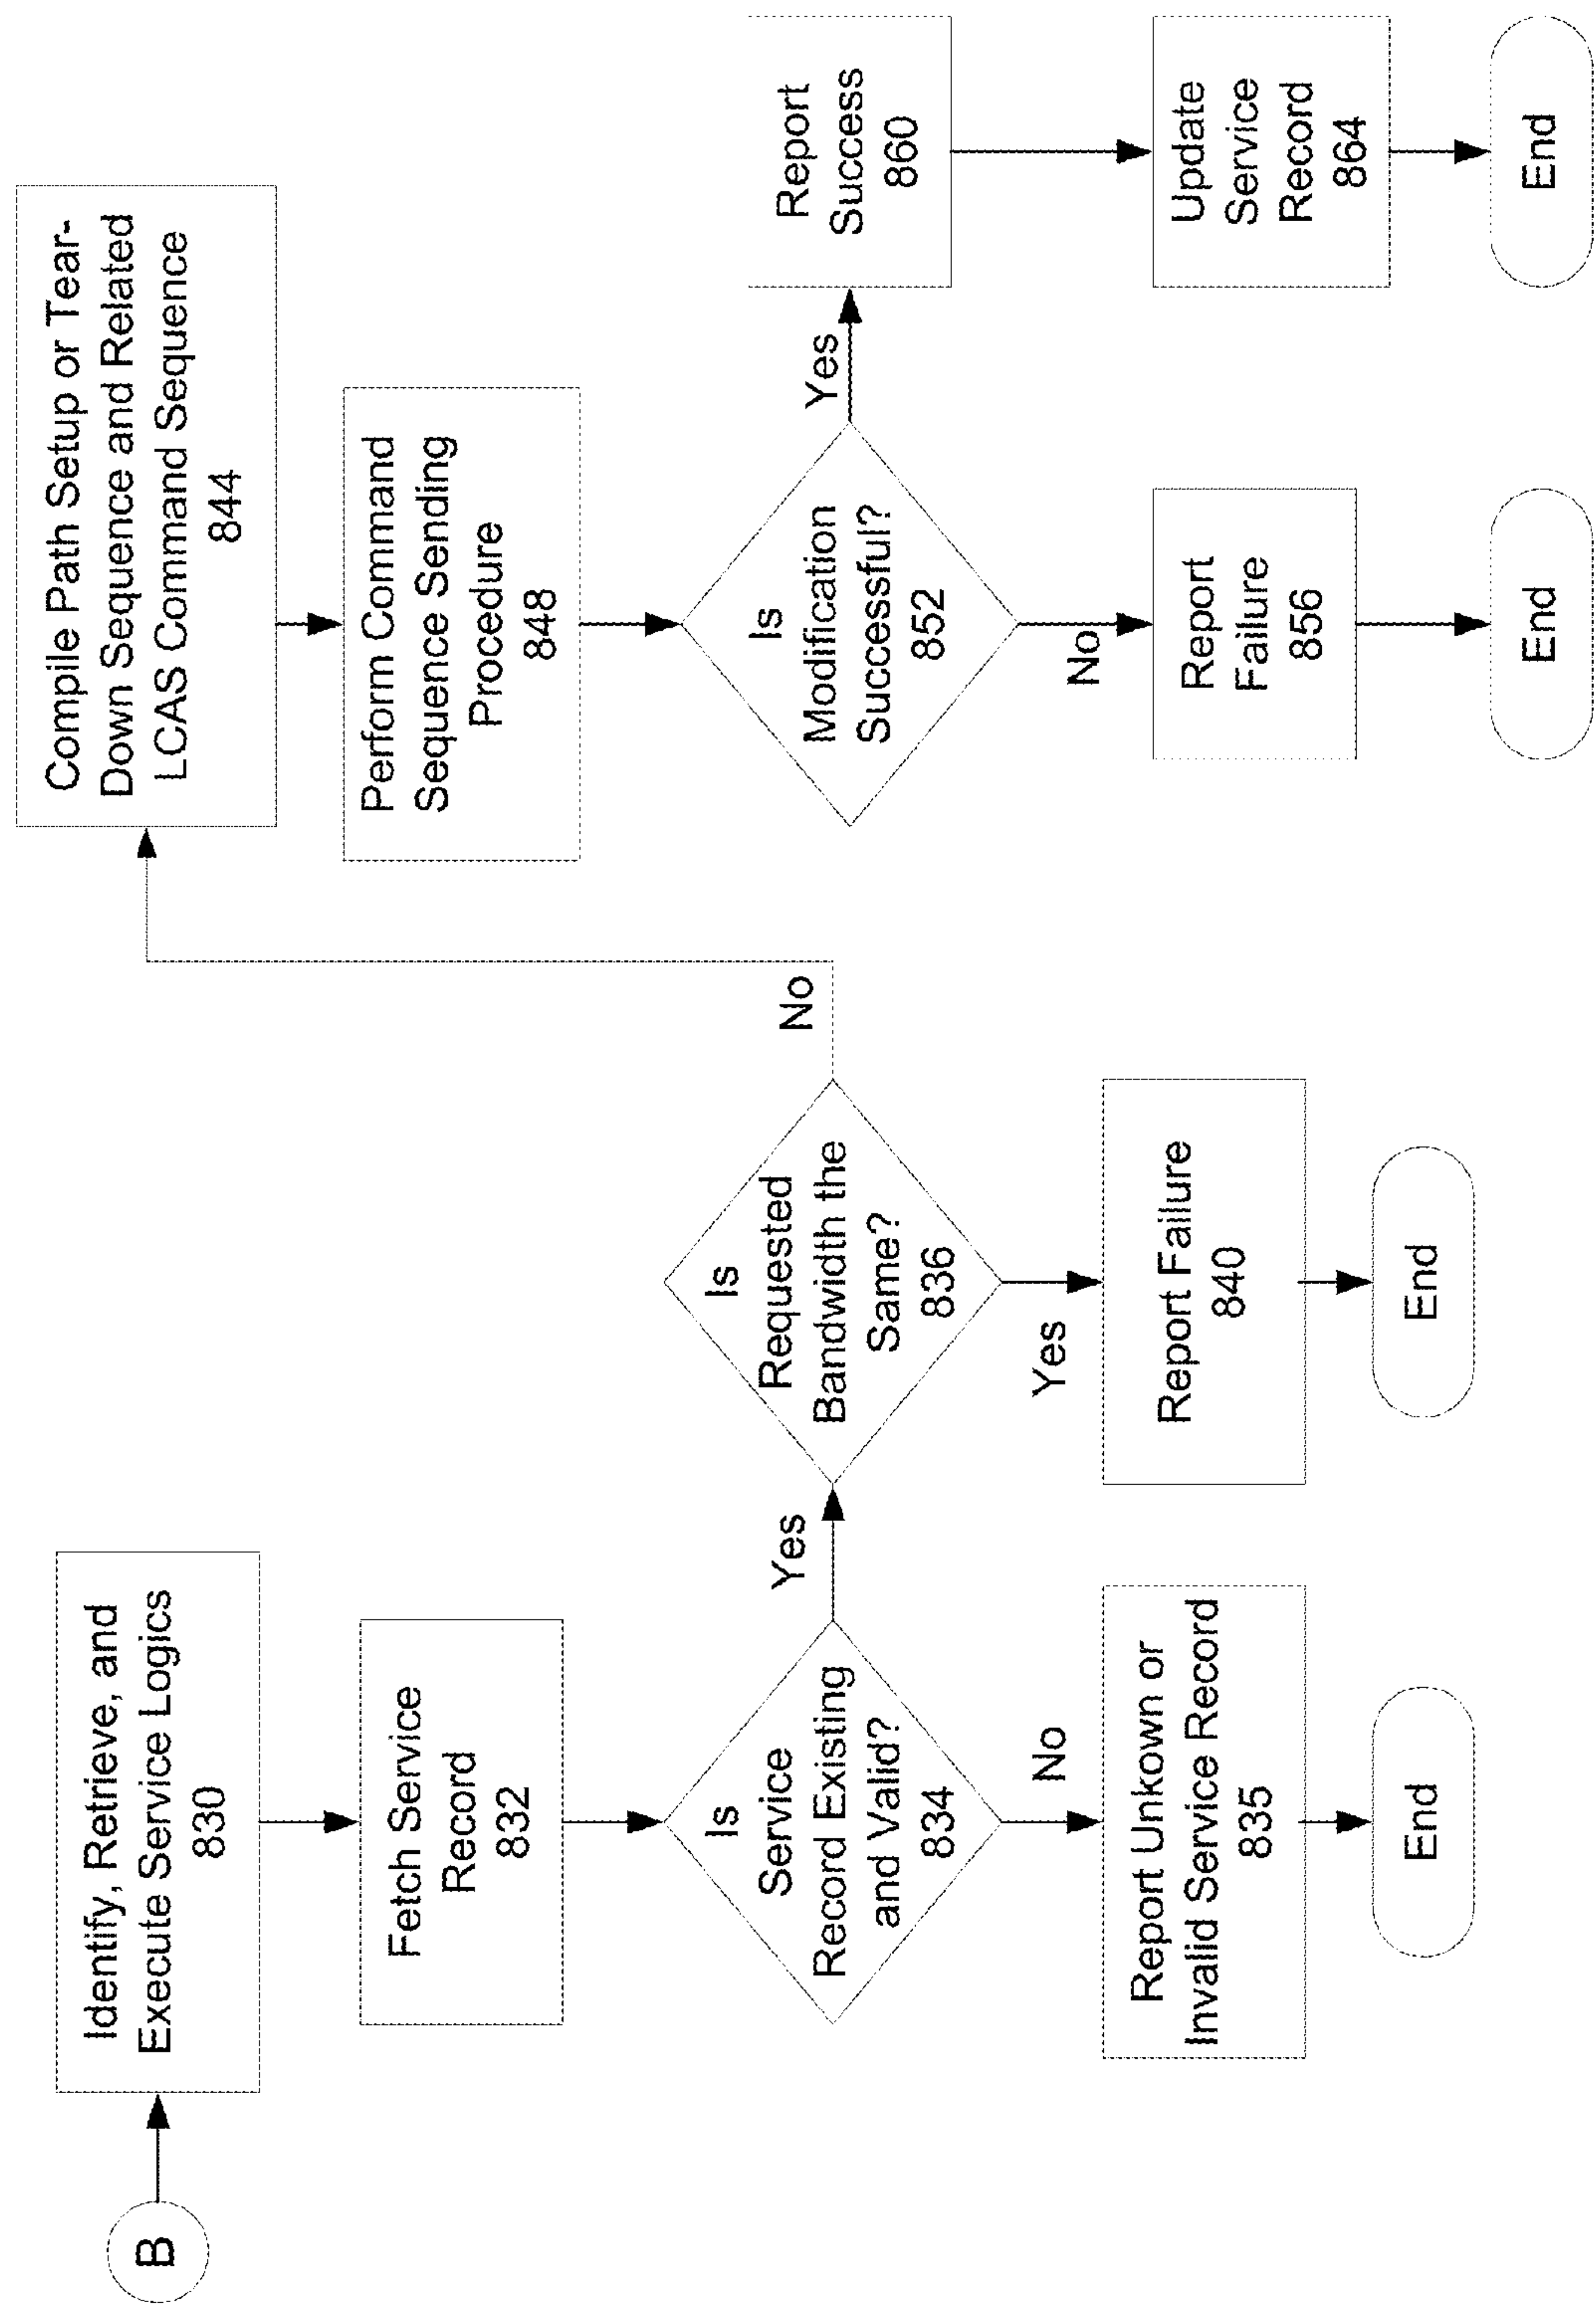 B
Identify, Retrieve, and
Execute Service Logics
830
Fetch Service
Record
832
Is
Service
Record Existing
and Valid?
834
No
Report Unkown or
Invalid Service Record
835
End
Yes
Is
Requested
Bandwidth the
Same?
836
Yes
Report Failure
840
End
No
Compile Path Setup or Tear-
Down Sequence and Related
LCAS Command Sequence
844
Perform Command
Sequence Sending
Procedure
848
Is
Modification
Successful?
852
No
Report
Failure
856
End
Yes
Report
Success
860
Update
Service
Record
864
End